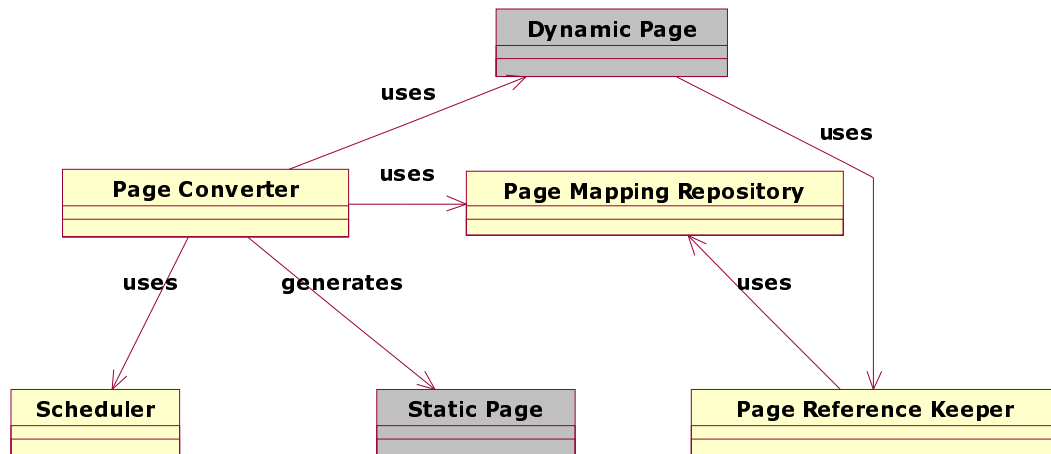 Dynamic Page
uses
uses
uses
Page Converter
Page Mapping Repository
uses
generates
uses
Scheduler
Static Page
Page Reference Keeper